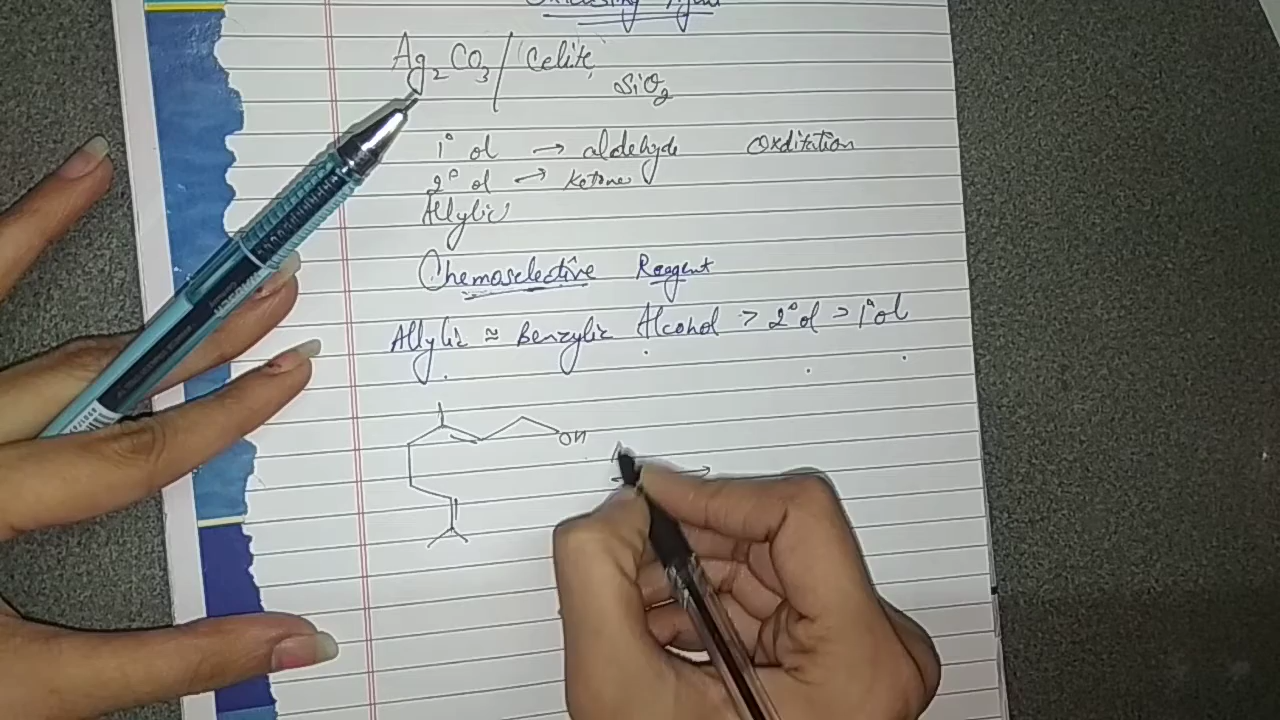 Ag2CO3 / Celite
SiO2
1° ol → aldehyde Oxditation
2° ol → Ketone
Allylic
Chemoselective Reagent
Allylic ≈ Benzylic Alcohol > 2° ol > 1° ol
OH